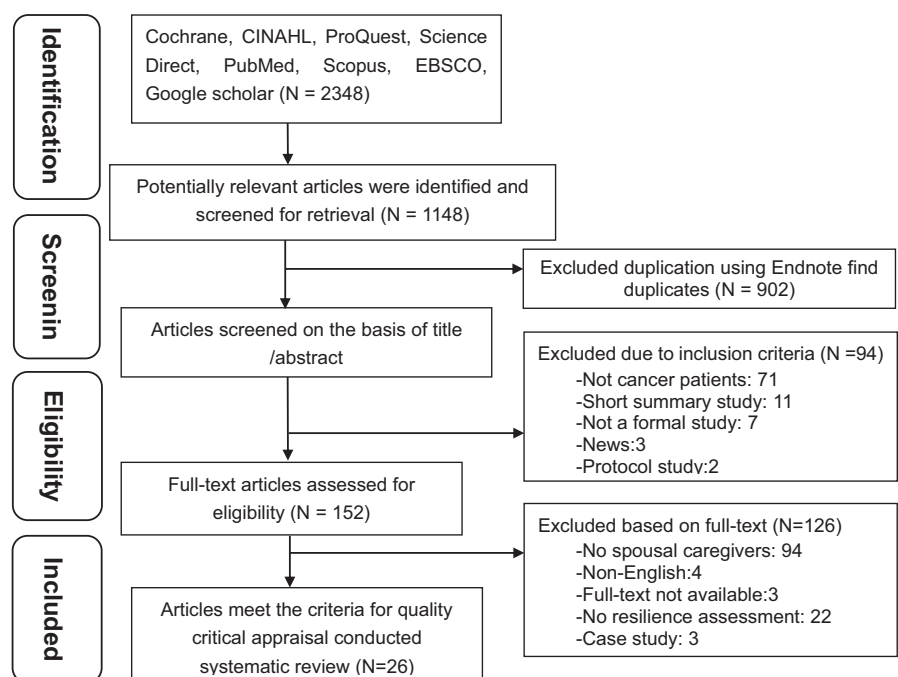 Identification
Cochrane, CINAHL, ProQuest, Science
Direct, PubMed, Scopus, EBSCO,
Google scholar (N = 2348)
Potentially relevant articles were identified and
screened for retrieval (N = 1148)
Screenin
Excluded duplication using Endnote find
duplicates (N = 902)
Articles screened on the basis of title
/abstract
Excluded due to inclusion criteria (N =94)
-Not cancer patients: 71
-Short summary study: 11
-Not a formal study: 7
-News:3
-Protocol study:2
Eligibility
Full-text articles assessed for
eligibility (N = 152)
Excluded based on full-text (N=126)
-No spousal caregivers: 94
-Non-English:4
-Full-text not available:3
-No resilience assessment: 22
-Case study: 3
Included
Articles meet the criteria for quality
critical appraisal conducted
systematic review (N=26)